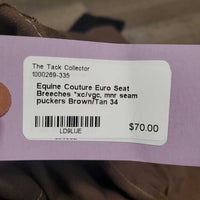 The Tack Collector
1000269-335
Equine Couture Euro Seat
Breeches *xc/vgc, mnr seam
puckers Brown/Tan 34
LD9LUE
$70.00